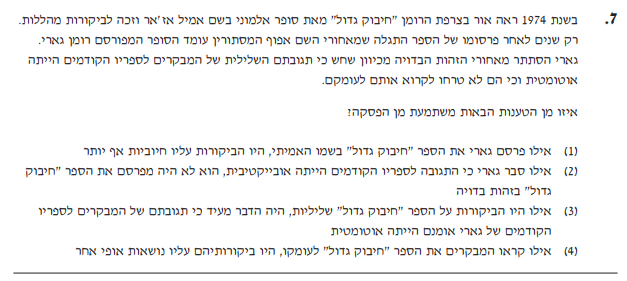 7. בשנת 1974 ראה אור בצרפת הרומן "חיבוק גדול" מאת סופר אלמוני בשם אמיל אז'אר וזכה לביקורות מהללות.
רק שנים לאחר פרסומו של הספר התגלה שמאחורי השם אפוף המסתורין עומד הסופר המפורסם רומן גארי.
גארי הסתתר מאחורי הזהות הבדויה מכיוון שחש כי תגובתם השלילית של המבקרים לספריו הקודמים הייתה
אוטומטית וכי הם לא טרחו לקרוא אותם לעומקם.
איזו מן הטענות הבאות משתמעת מן הפסקה?
(1) אילו פרסם גארי את הספר "חיבוק גדול" בשמו האמיתי, היו הביקורות עליו חיוביות אף יותר
(2) אילו סבר גארי כי התגובה לספריו הקודמים הייתה אובייקטיבית, הוא לא היה מפרסם את הספר "חיבוק
גדול" בזהות בדויה
(3) אילו היו הביקורות על הספר "חיבוק גדול" שליליות, היה הדבר מעיד כי תגובתם של המבקרים לספריו
הקודמים של גארי אומנם הייתה אוטומטית
(4) אילו קראו המבקרים את הספר "חיבוק גדול" לעומקו, היו ביקורותיהם עליו נושאות אופי אחר